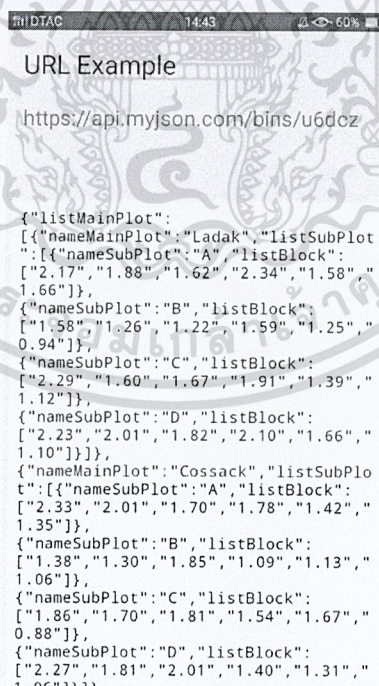 DTAC 14:43 60%
URL Example
https://api.myjson.com/bins/u6dcz
{"listMainPlot":
[{"nameMainPlot":"Ladak","listSubPlot
":[{"nameSubPlot":"A","listBlock":
["2.17","1.88","1.62","2.34","1.58","
1.66"]},
{"nameSubPlot":"B","listBlock":
["1.58","1.26","1.22","1.59","1.25","
0.94"]},
{"nameSubPlot":"C","listBlock":
["2.29","1.60","1.67","1.91","1.39","
1.12"]},
{"nameSubPlot":"D","listBlock":
["2.23","2.01","1.82","2.10","1.66","
1.10"]}]},
{"nameMainPlot":"Cossack","listSubPlo
t":[{"nameSubPlot":"A","listBlock":
["2.33","2.01","1.70","1.78","1.42","
1.35"]},
{"nameSubPlot":"B","listBlock":
["1.38","1.30","1.85","1.09","1.13","
1.06"]},
{"nameSubPlot":"C","listBlock":
["1.86","1.70","1.81","1.54","1.67","
0.88"]},
{"nameSubPlot":"D","listBlock":
["2.27","1.81","2.01","1.40","1.31","